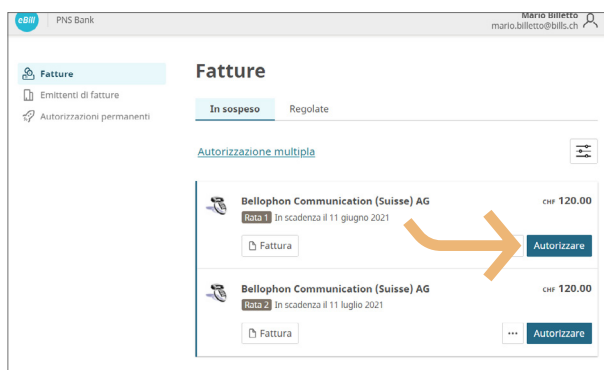 eBill PNS Bank
Mario Billetto
mario.billetto@bills.ch
Fatture
Emittenti di fatture
Autorizzazioni permanenti
Fatture
In sospeso Regolate
Autorizzazione multipla
Bellophon Communication (Suisse) AG CHF 120.00
Rata 1 In scadenza il 11 giugno 2021
Fattura Autorizzare
Bellophon Communication (Suisse) AG CHF 120.00
Rata 2 In scadenza il 11 luglio 2021
Fattura ... Autorizzare